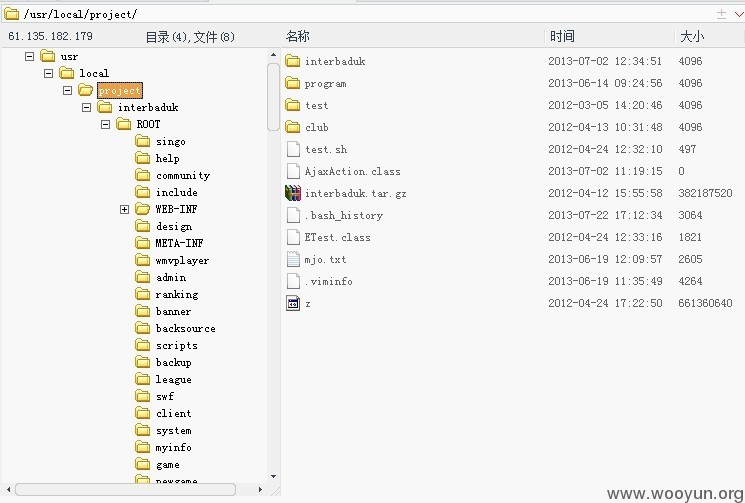 /usr/local/project/
61.135.182.179 目录(4),文件(8) 名称 时间 大小
usr
local
project
interbaduk
ROOT
singo
help
community
include
WEB-INF
design
META-INF
wmvplayer
admin
ranking
banner
backsource
scripts
backup
league
swf
client
system
myinfo
game
newgame
interbaduk 2013-07-02 12:34:51 4096
program 2013-06-14 09:24:56 4096
test 2012-03-05 14:20:46 4096
club 2012-04-13 10:31:48 4096
test.sh 2012-04-24 12:32:10 497
AjaxAction.class 2013-07-02 11:19:15 0
interbaduk.tar.gz 2012-04-12 15:55:58 382187520
.bash_history 2013-07-22 17:12:34 3064
ETest.class 2012-04-24 12:33:16 1821
mjo.txt 2013-06-19 12:09:57 2605
.viminfo 2013-06-19 11:35:49 4264
z 2012-04-24 17:22:50 661360640
www.wooyun.org